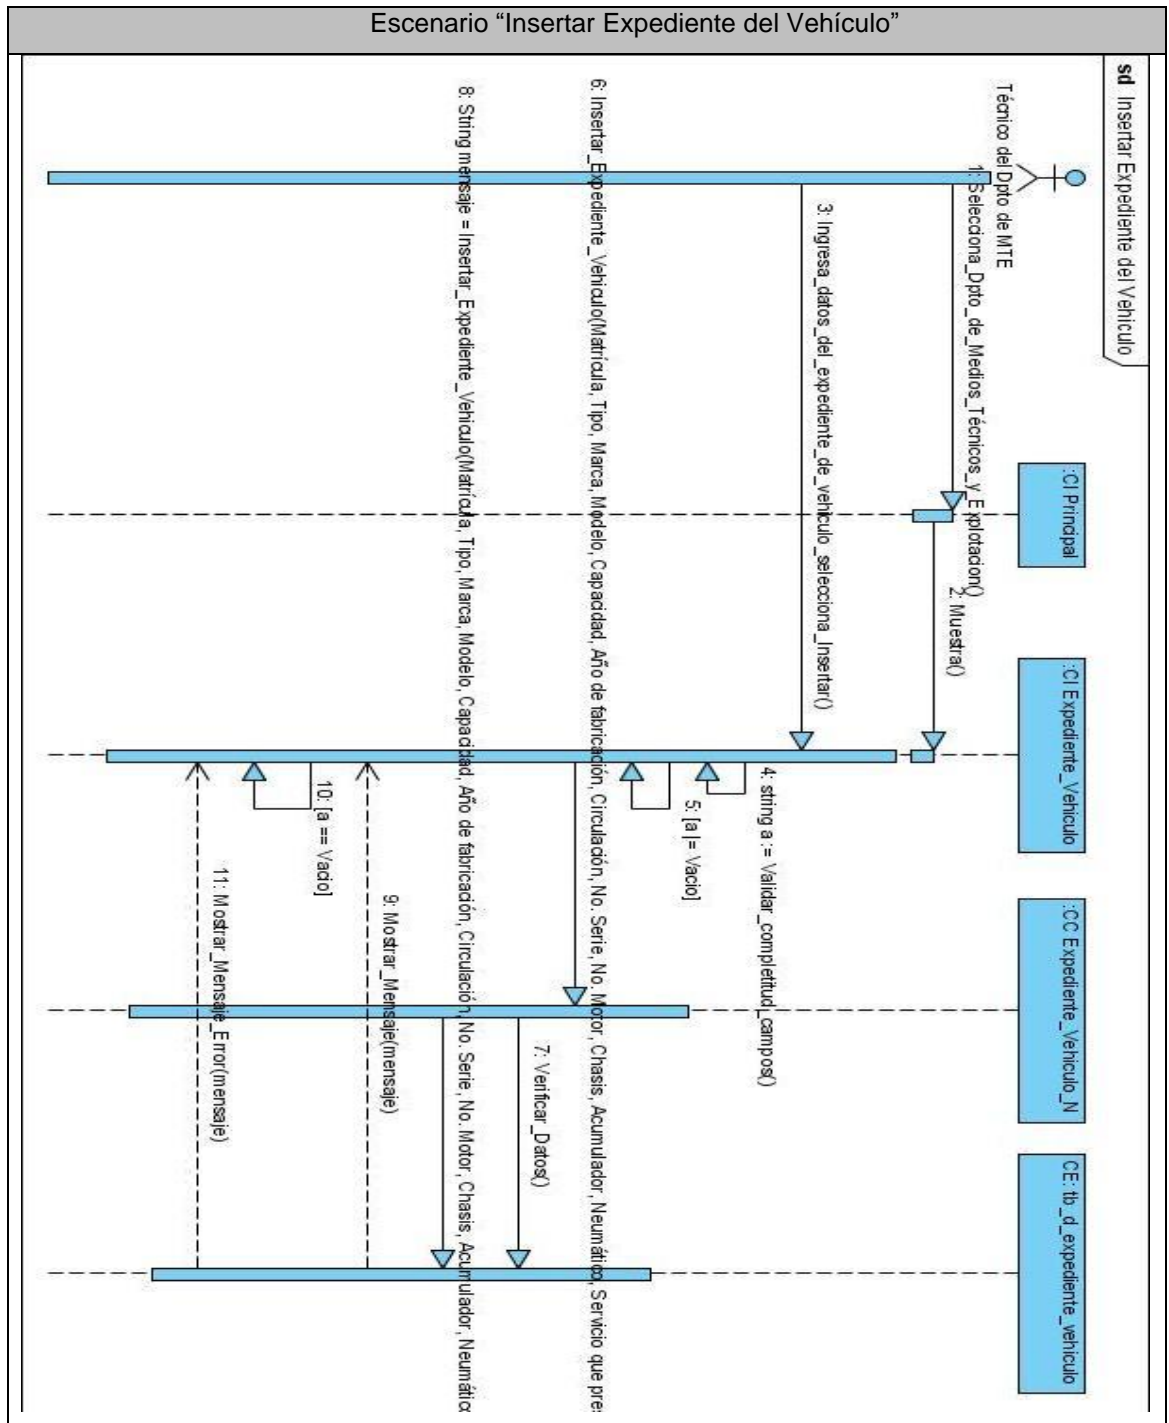 Escenario “Insertar Expediente del Vehículo”
sd Insertar Expediente del Vehiculo
Técnico del Dpto de MTE
:CI Principal
:CI Expediente_Vehiculo
:CC Expediente_Vehiculo_N
CE: tb_d_expediente_vehiculo
1: Selecciona_Dpto_de_Medios_Técnicos_y_Explotacion()
2: Muestra()
3: Ingresa_datos_del_expediente_de_vehiculo_selecciona_Insertar()
4: string a := Validar_completitud_campos()
5: [a |= Vacio]
6: Insertar_Expediente_Vehiculo(Matrícula, Tipo, Marca, Modelo, Capacidad, Año de fabricación, Circulación, No. Serie, No. Motor, Chasis, Acumulador, Neumático, Servicio que pres
7: Verificar_Datos()
8: String mensaje = Insertar_Expediente_Vehiculo(Matrícula, Tipo, Marca, Modelo, Capacidad, Año de fabricación, Circulación, No. Serie, No. Motor, Chasis, Acumulador, Neumático
9: Mostrar_Mensaje(mensaje)
10: [a == Vacio]
11: Mostrar_Mensaje_Error(mensaje)